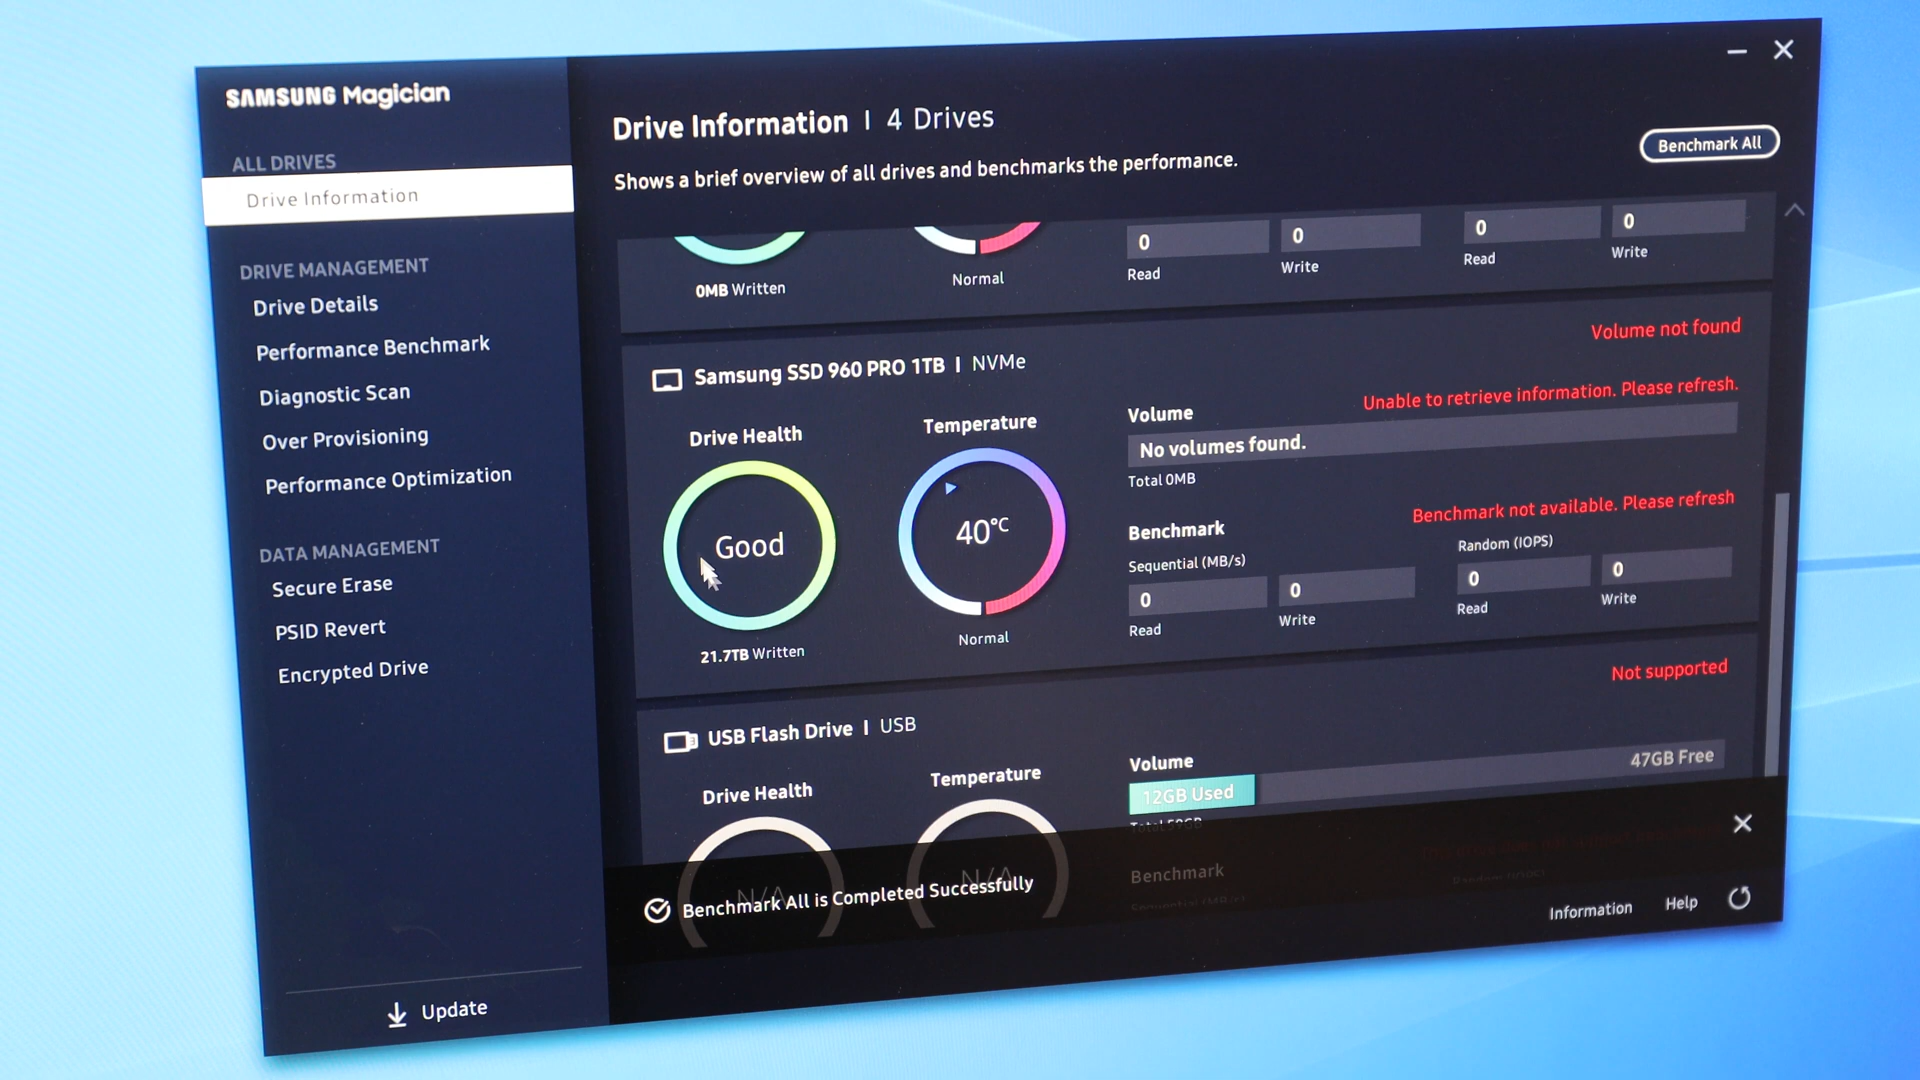 SAMSUNG Magician
ALL DRIVES
Drive Information
DRIVE MANAGEMENT
Drive Details
Performance Benchmark
Diagnostic Scan
Over Provisioning
Performance Optimization
DATA MANAGEMENT
Secure Erase
PSID Revert
Encrypted Drive
Update
Drive Information | 4 Drives
Benchmark All
Shows a brief overview of all drives and benchmarks the performance.
0 0 0 0
Read Write Read Write
0MB Written
Normal
Volume not found
Samsung SSD 960 PRO 1TB | NVMe
Unable to retrieve information. Please refresh.
Drive Health
Temperature
Volume
No volumes found.
Total 0MB
Good
40°C
Benchmark not available. Please refresh
Benchmark
Sequential (MB/s)
Random (IOPS)
0 0 0 0
Read Write Read Write
21.7TB Written
Normal
Not supported
USB Flash Drive | USB
Drive Health
Temperature
Volume
47GB Free
12GB Used
Total 59GB
N/A
N/A
Benchmark
Sequential (MB/s)
Random (IOPS)
Benchmark All is Completed Successfully
Information Help